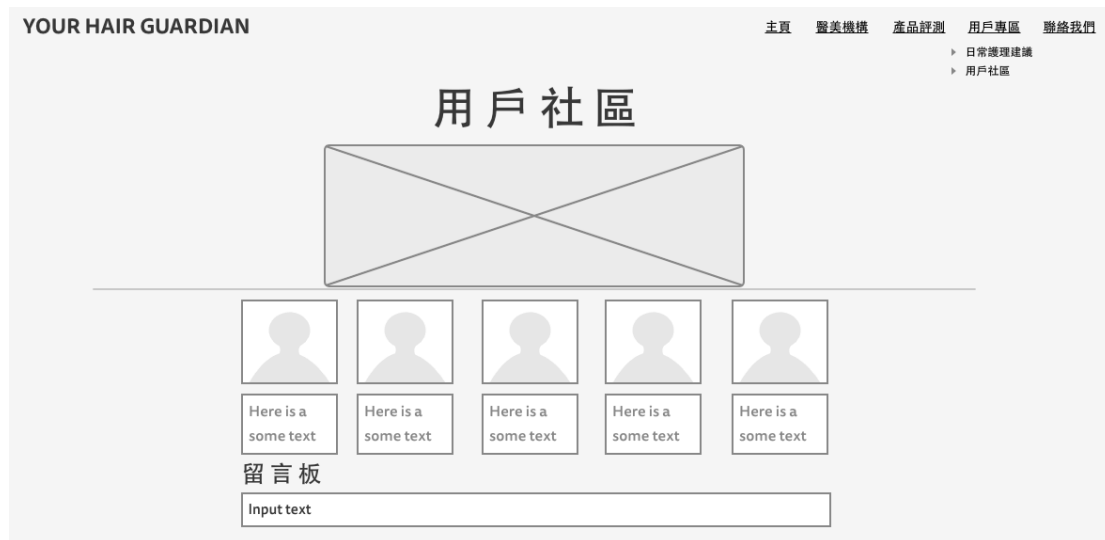 YOUR HAIR GUARDIAN
主頁 醫美機構 產品評測 用戶專區 聯絡我們
日常護理建議
用戶社區
用戶社區
Here is a some text
Here is a some text
Here is a some text
Here is a some text
Here is a some text
留言板
Input text